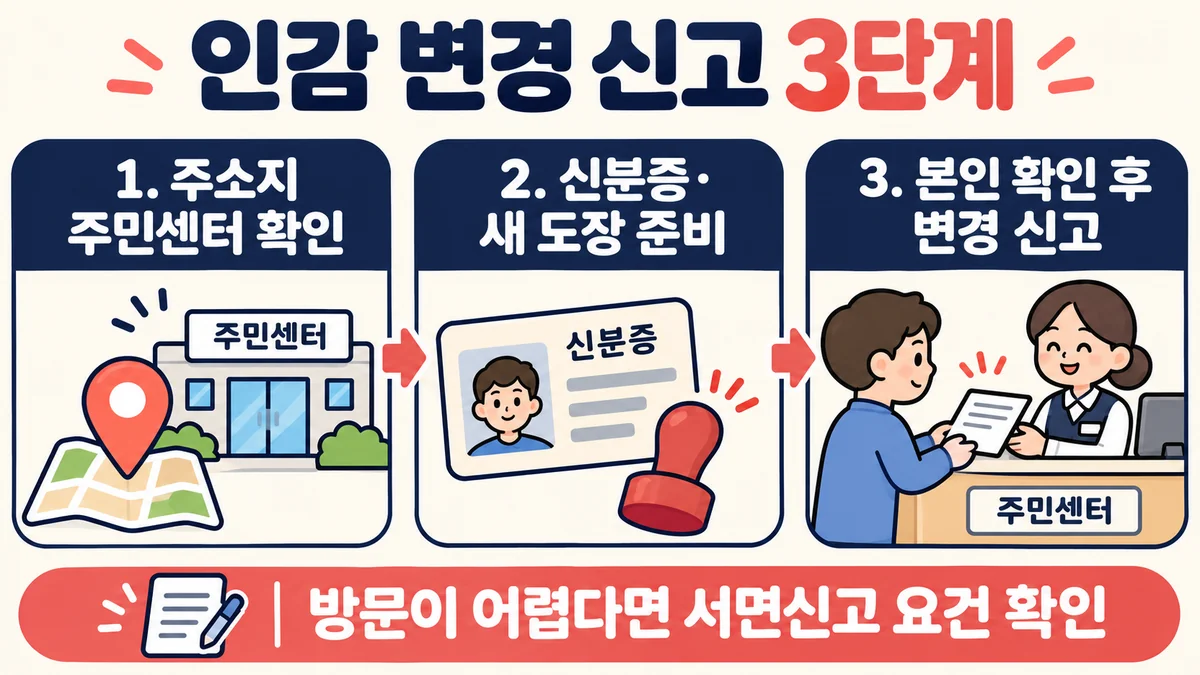 인감 변경 신고 3단계
1. 주소지
주민센터 확인
주민센터
2. 신분증·
새 도장 준비
신분증
3. 본인 확인 후
변경 신고
주민센터
방문이 어렵다면 서면신고 요건 확인